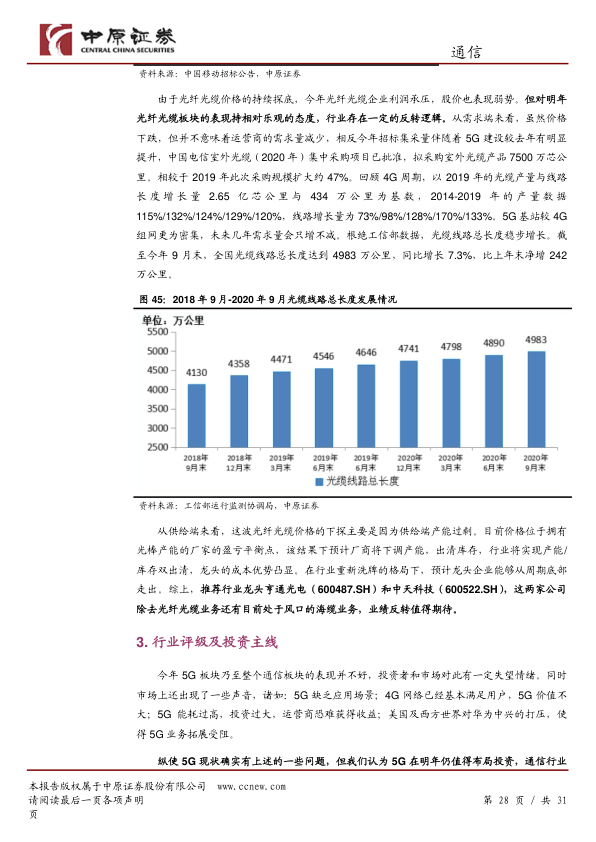 中原证券
CENTRAL CHINA SECURITIES
通信
资料来源：中国移动招标公告，中原证券
由于光纤光缆价格的持续探底，今年光纤光缆企业利润承压，股价也表现弱势。但对明年
光纤光缆板块的表现持相对乐观的态度，行业存在一定的反转逻辑。从需求端来看，虽然价格
下跌，但并不意味着运营商的需求量减少，相反今年招标集采量伴随着 5G 建设较去年有明显
提升，中国电信室外光缆（2020 年）集中采购项目已批准，拟采购室外光缆产品 7500 万芯公
里。相较于 2019 年此次采购规模扩大约 47%。回顾 4G 周期，以 2019 年的光缆产量与线路
长度增长量 2.65 亿芯公里与 434 万公里为基数，2014-2019 年的产量数据
115%/132%/124%/129%/120%，线路增长量为 73%/98%/128%/170%/133%。5G 基站较 4G
组网更为密集，未来几年需求量会只增不减。根绝工信部数据，光缆线路总长度稳步增长。截
至今年 9 月末，全国光缆线路总长度达到 4983 万公里，同比增长 7.3%，比上年末净增 242
万公里。
图 45：2018 年 9 月-2020 年 9 月光缆线路总长度发展情况
单位：万公里
5500
5000
4500
4000
3500
3000
2500
4130
4358
4471
4546
4646
4741
4798
4890
4983
2018年
9月末
2018年
12月末
2019年
3月末
2019年
6月末
2019年
6月末
2020年
12月末
2020年
3月末
2020年
6月末
2020年
9月末
光缆线路总长度
资料来源：工信部运行监测协调局，中原证券
从供给端来看，这波光纤光缆价格的下探主要是因为供给端产能过剩。目前价格位于拥有
光棒产能的厂家的盈亏平衡点，该结果下预计厂商将下调产能，出清库存，行业将实现产能/
库存双出清，龙头的成本优势凸显。在行业重新洗牌的格局下，预计龙头企业能够从周期底部
走出。综上，推荐行业龙头亨通光电（600487.SH）和中天科技（600522.SH），这两家公司
除去光纤光缆业务还有目前处于风口的海缆业务，业绩反转值得期待。
3. 行业评级及投资主线
今年 5G 板块乃至整个通信板块的表现并不好，投资者和市场对此有一定失望情绪。同时
市场上还出现了一些声音，诸如：5G 缺乏应用场景；4G 网络已经基本满足用户，5G 价值不
大；5G 能耗过高，投资过大，运营商恐难获得收益；美国及西方世界对华为中兴的打压，使
得 5G 业务拓展受阻。
纵使 5G 现状确实有上述的一些问题，但我们认为 5G 在明年仍值得布局投资，通信行业
本报告版权属于中原证券股份有限公司 www.ccnew.com
请阅读最后一页各项声明 第 28 页 / 共 31
页